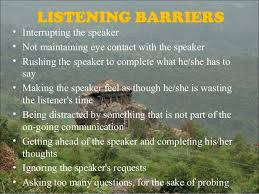 LISTENING BARRIERS
• Interrupting the speaker
• Not maintaining eye contact with the speaker
• Rushing the speaker to complete what he/she has to
say
• Making the speaker feel as though he/she is wasting
the listener's time
• Being distracted by something that is not part of the
on-going communication
• Getting ahead of the speaker and completing his/her
thoughts
• Ignoring the speaker's requests
• Asking too many questions, for the sake of probing